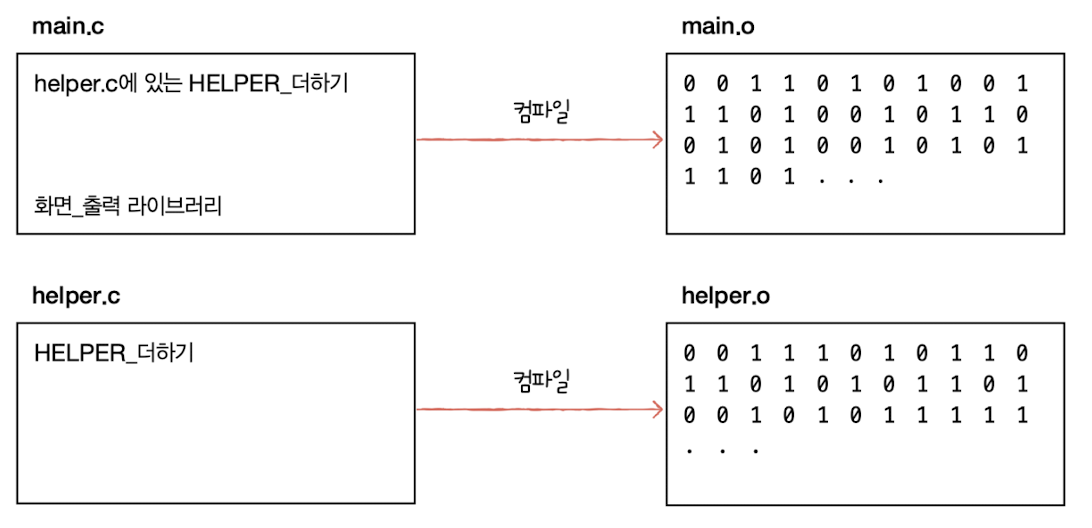 main.c
main.o
helper.c에 있는 HELPER_더하기
화면_출력 라이브러리
컴파일
0 0 1 1 0 1 0 1 0 0 1
1 1 0 1 0 0 1 0 1 1 0
0 1 0 1 0 0 1 0 1 0 1
1 1 0 1 . . .
helper.c
helper.o
HELPER_더하기
컴파일
0 0 1 1 1 0 1 0 1 1 0
1 1 0 1 0 1 0 1 1 0 1
0 0 1 0 1 0 1 1 1 1 1
. . .